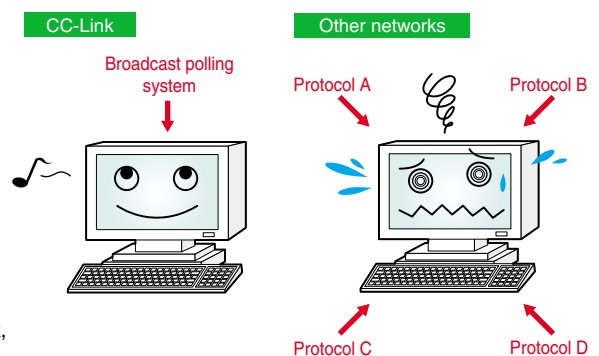 CC-Link
Other networks
Broadcast polling
system
Protocol A
Protocol B
Protocol C
Protocol D